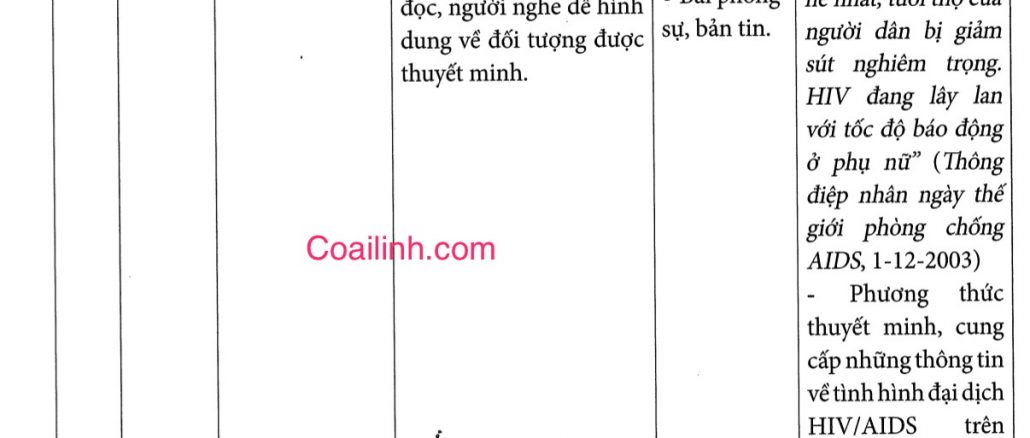 đọc, người nghe dễ hình
dung về đối tượng được
thuyết minh.
sự, bản tin.
người dân bị giảm
sút nghiêm trọng.
HIV đang lây lan
với tốc độ báo động
ở phụ nữ” (Thông
điệp nhân ngày thế
giới phòng chống
AIDS, 1-12-2003)
- Phương thức
thuyết minh, cung
cấp những thông tin
về tình hình đại dịch
HIV/AIDS trên
Coailinh.com